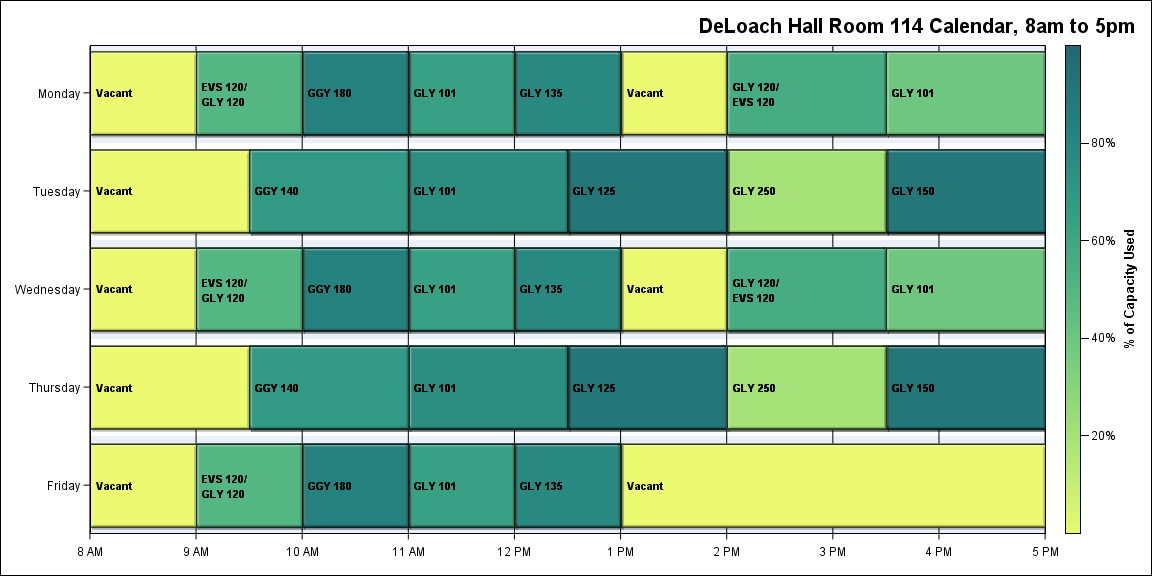 DeLoach Hall Room 114 Calendar, 8am to 5pm
Monday
Vacant
EVS 120/
GLY 120
GGY 180
GLY 101
GLY 135
Vacant
GLY 120/
EVS 120
GLY 101
Tuesday
Vacant
GGY 140
GLY 101
GLY 125
GLY 250
GLY 150
Wednesday
Vacant
EVS 120/
GLY 120
GGY 180
GLY 101
GLY 135
Vacant
GLY 120/
EVS 120
GLY 101
Thursday
Vacant
GGY 140
GLY 101
GLY 125
GLY 250
GLY 150
Friday
Vacant
EVS 120/
GLY 120
GGY 180
GLY 101
GLY 135
Vacant
8 AM
9 AM
10 AM
11 AM
12 PM
1 PM
2 PM
3 PM
4 PM
5 PM
80%
60%
40%
20%
% of Capacity Used